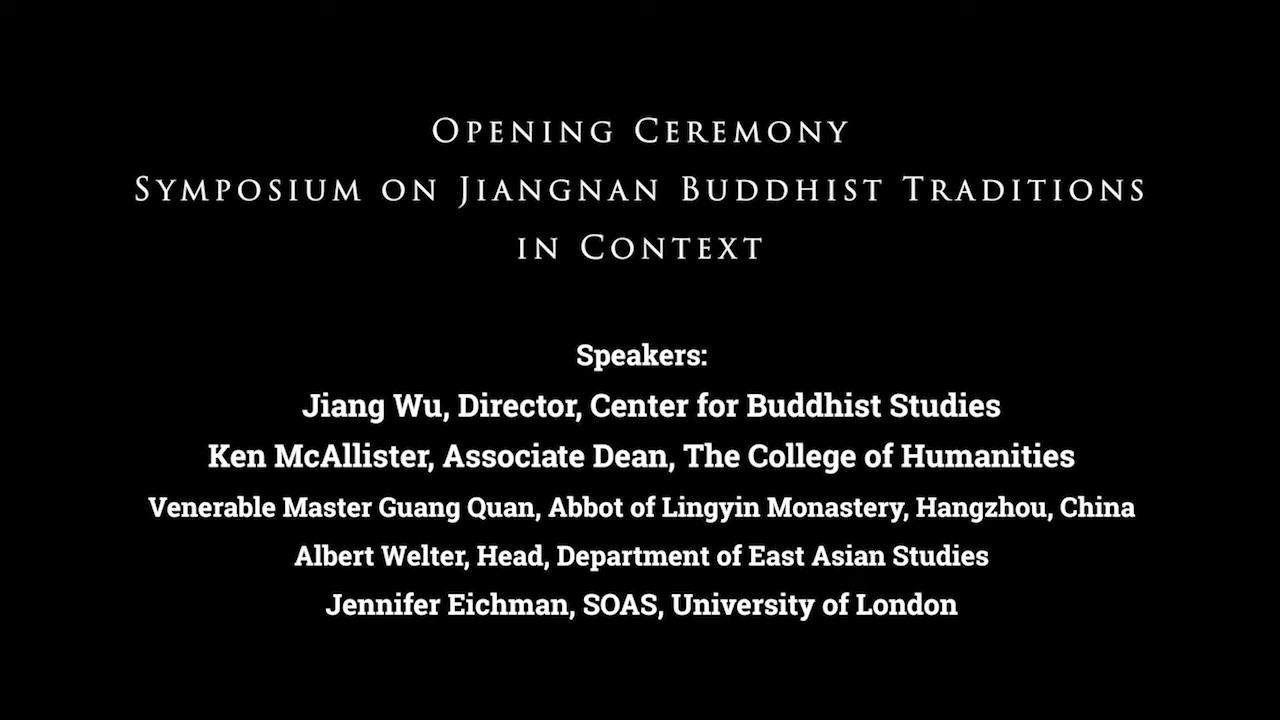 Opening Ceremony
Symposium on Jiangnan Buddhist Traditions
in Context
Speakers:
Jiang Wu, Director, Center for Buddhist Studies
Ken McAllister, Associate Dean, The College of Humanities
Venerable Master Guang Quan, Abbot of Lingyin Monastery, Hangzhou, China
Albert Welter, Head, Department of East Asian Studies
Jennifer Eichman, SOAS, University of London